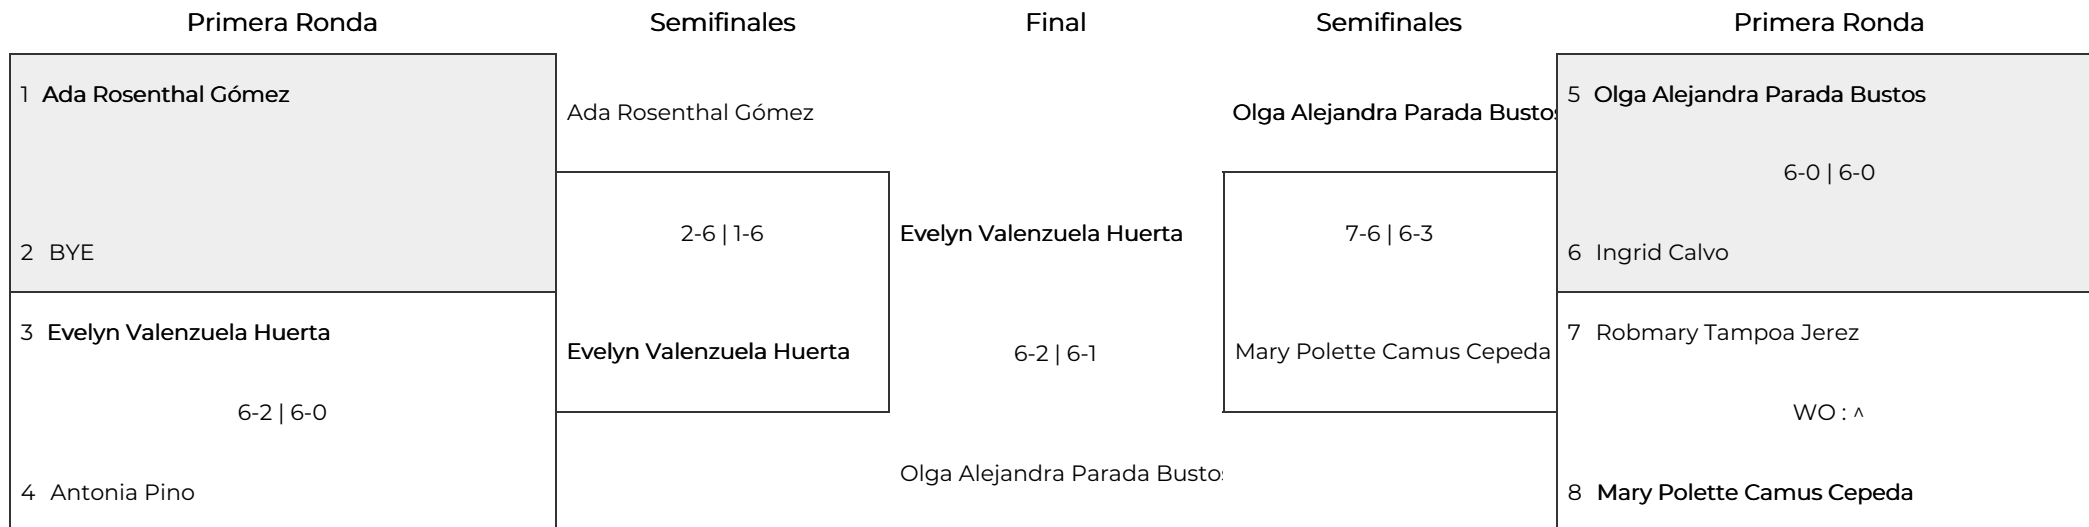 Primera Ronda
Semifinales
Final
Semifinales
Primera Ronda
1 Ada Rosenthal Gómez
2 BYE
3 Evelyn Valenzuela Huerta
6-2 | 6-0
4 Antonia Pino
Ada Rosenthal Gómez
2-6 | 1-6
Evelyn Valenzuela Huerta
Evelyn Valenzuela Huerta
6-2 | 6-1
Olga Alejandra Parada Bustos
Olga Alejandra Parada Bustos
7-6 | 6-3
Mary Polette Camus Cepeda
5 Olga Alejandra Parada Bustos
6-0 | 6-0
6 Ingrid Calvo
7 Robmary Tampoa Jerez
WO : ^
8 Mary Polette Camus Cepeda